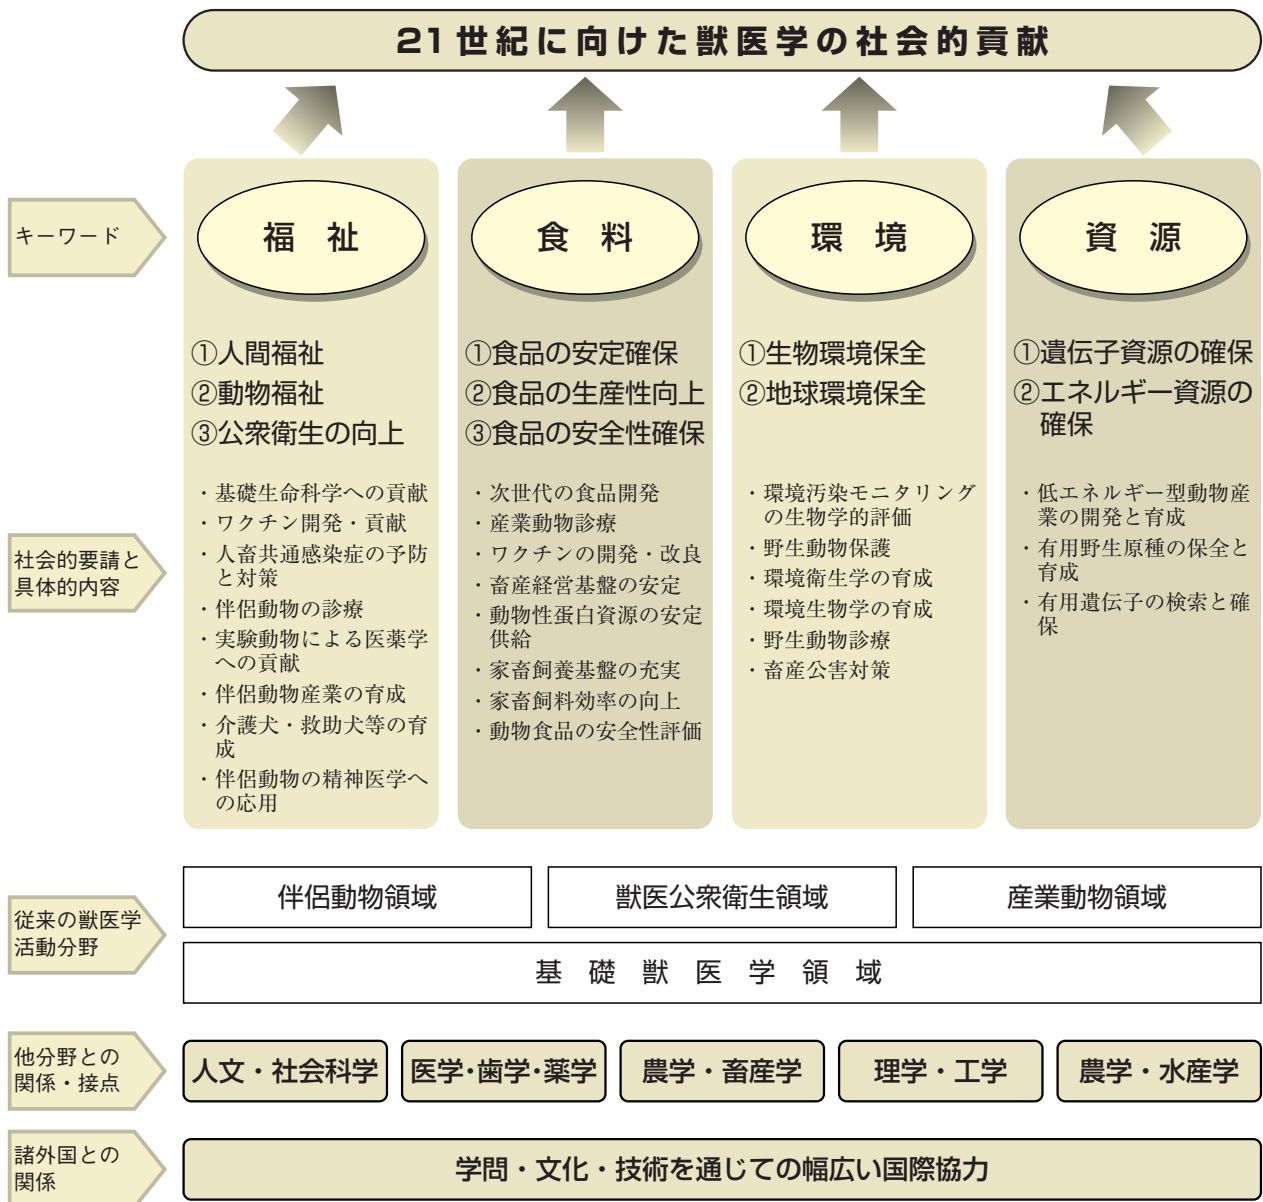 21世紀に向けた獣医学の社会的貢献
キーワード
福　祉
食　料
環　境
資　源
①人間福祉
②動物福祉
③公衆衛生の向上
①食品の安定確保
②食品の生産性向上
③食品の安全性確保
①生物環境保全
②地球環境保全
①遺伝子資源の確保
②エネルギー資源の
確保
社会的要請と
具体的内容
・基礎生命科学への貢献
・ワクチン開発・貢献
・人畜共通感染症の予防
と対策
・伴侶動物の診療
・実験動物による医薬学
への貢献
・伴侶動物産業の育成
・介護犬・救助犬等の育
成
・伴侶動物の精神医学へ
の応用
・次世代の食品開発
・産業動物診療
・ワクチンの開発・改良
・畜産経営基盤の安定
・動物性蛋白資源の安定
供給
・家畜飼養基盤の充実
・家畜飼料効率の向上
・動物食品の安全性評価
・環境汚染モニタリング
の生物学的評価
・野生動物保護
・環境衛生学の育成
・環境生物学の育成
・野生動物診療
・畜産公害対策
・低エネルギー型動物産
業の開発と育成
・有用野生原種の保全と
育成
・有用遺伝子の検索と確
保
従来の獣医学
活動分野
伴侶動物領域
獣医公衆衛生領域
産業動物領域
基　礎　獣　医　学　領　域
他分野との
関係・接点
人文・社会科学
医学・歯学・薬学
農学・畜産学
理学・工学
農学・水産学
諸外国との
関係
学問・文化・技術を通じての幅広い国際協力